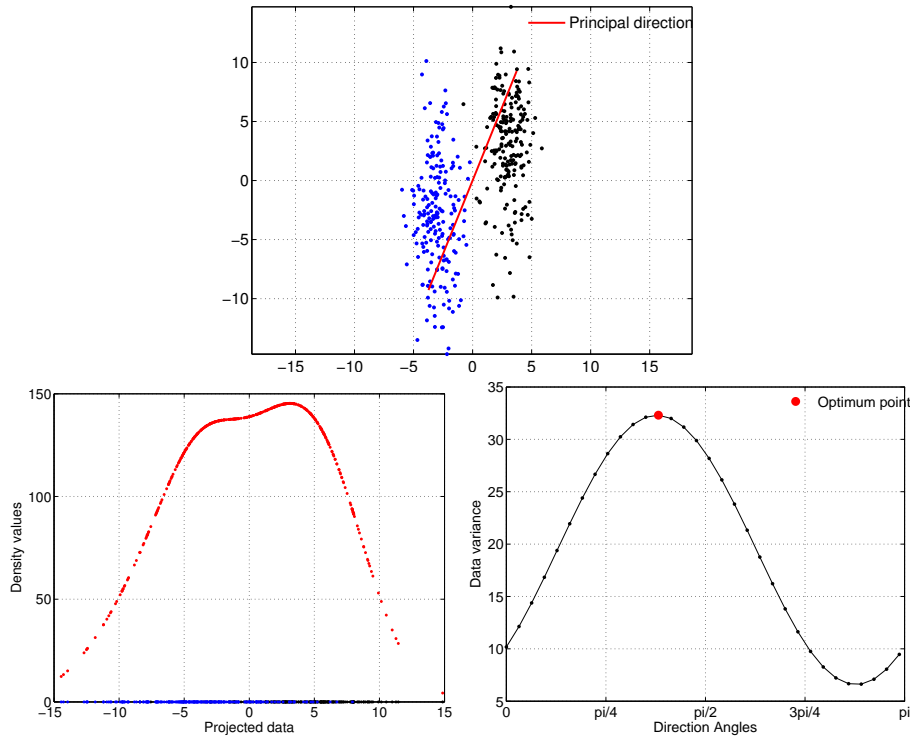 Principal direction
10
5
0
−5
−10
−15 −10 −5 0 5 10 15
150
100
50
0
Density values
−15 −10 −5 0 5 10 15
Projected data
35
30
25
20
15
10
5
Data variance
Optimum point
0 pi/4 pi/2 3pi/4 pi
Direction Angles